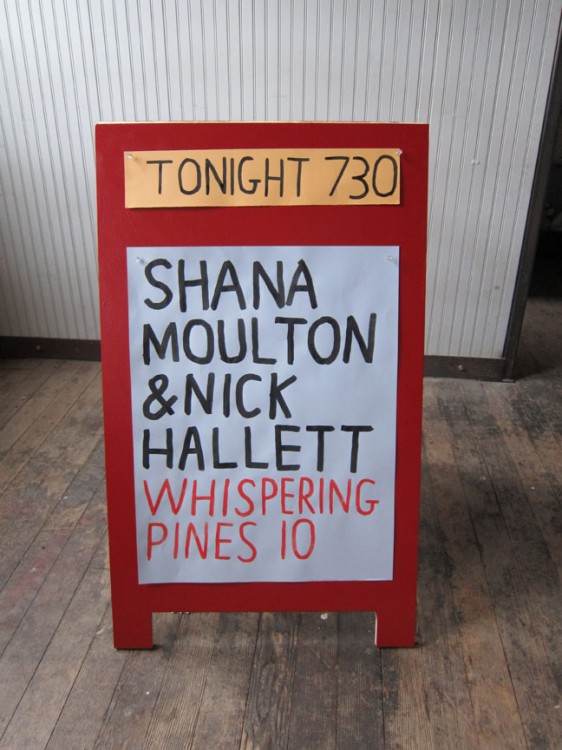 TONIGHT 730
SHANA
MOULTON
&NICK
HALLETT
WHISPERING
PINES 10